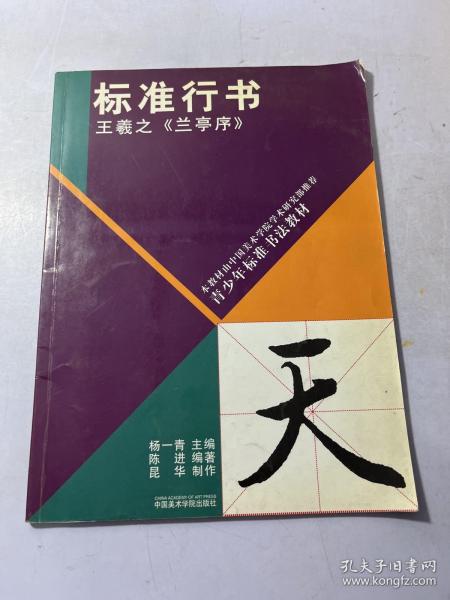 标准行书
王羲之《兰亭序》
本教材由中国美术学院学术研究部推荐
青少年标准书法教材
天
杨一青 主编
陈 进 编著
昆 华 制作
CHINA ACADEMY OF ART PRESS
中国美术学院出版社
孔夫子旧书网
www.kongfz.com